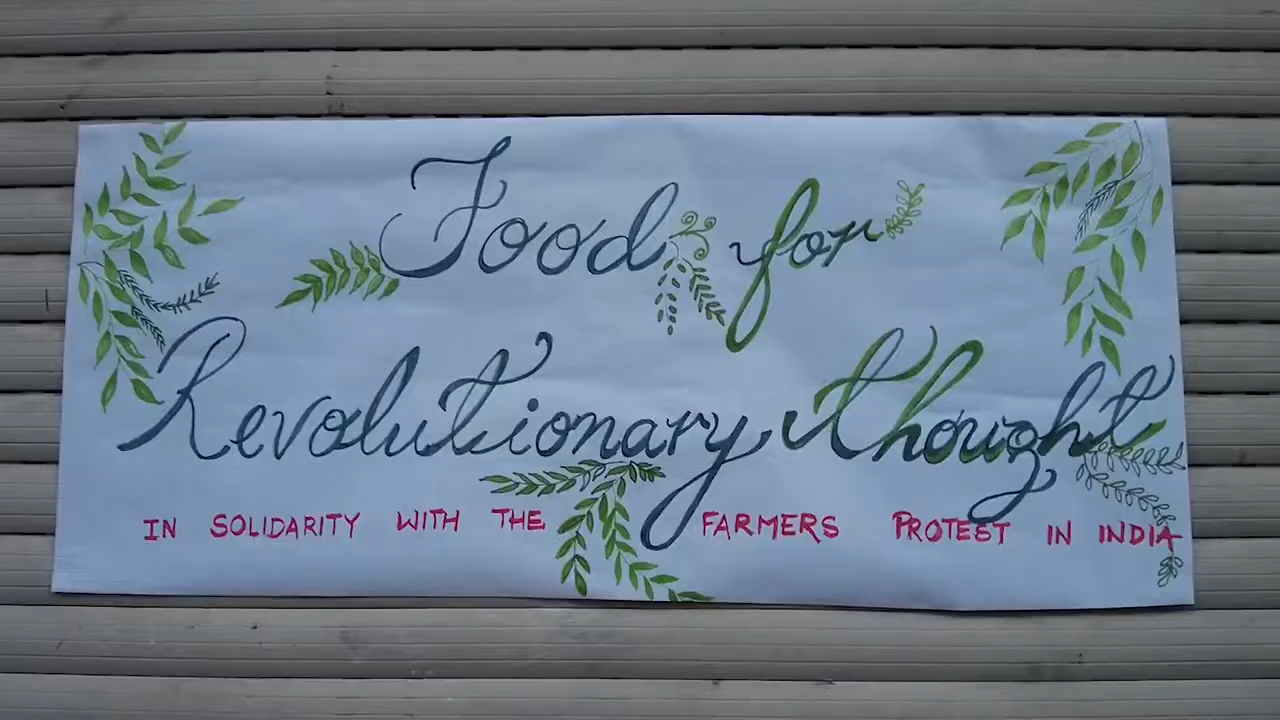 Food for
Revolutionary thought
IN SOLIDARITY WITH THE FARMERS PROTEST IN INDIA